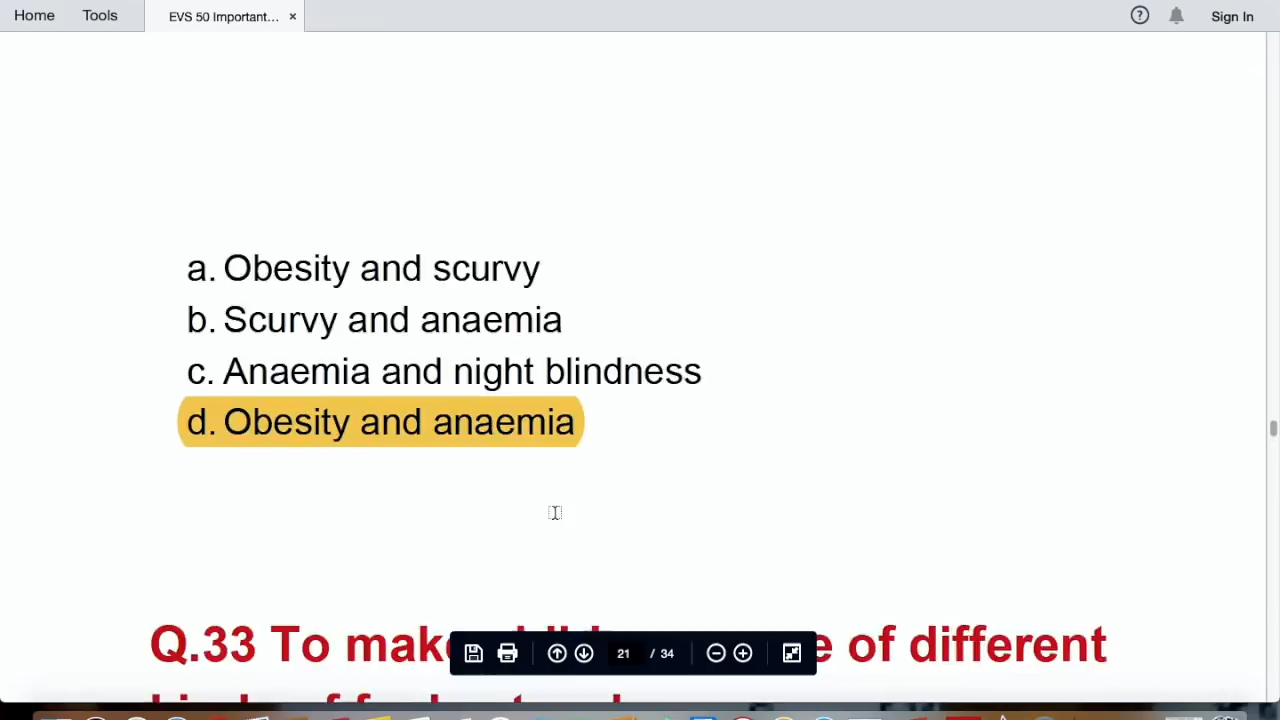 Home Tools EVS 50 Important... × Sign In
a. Obesity and scurvy
b. Scurvy and anaemia
c. Anaemia and night blindness
d. Obesity and anaemia
Q.33 To make of different
21 / 34